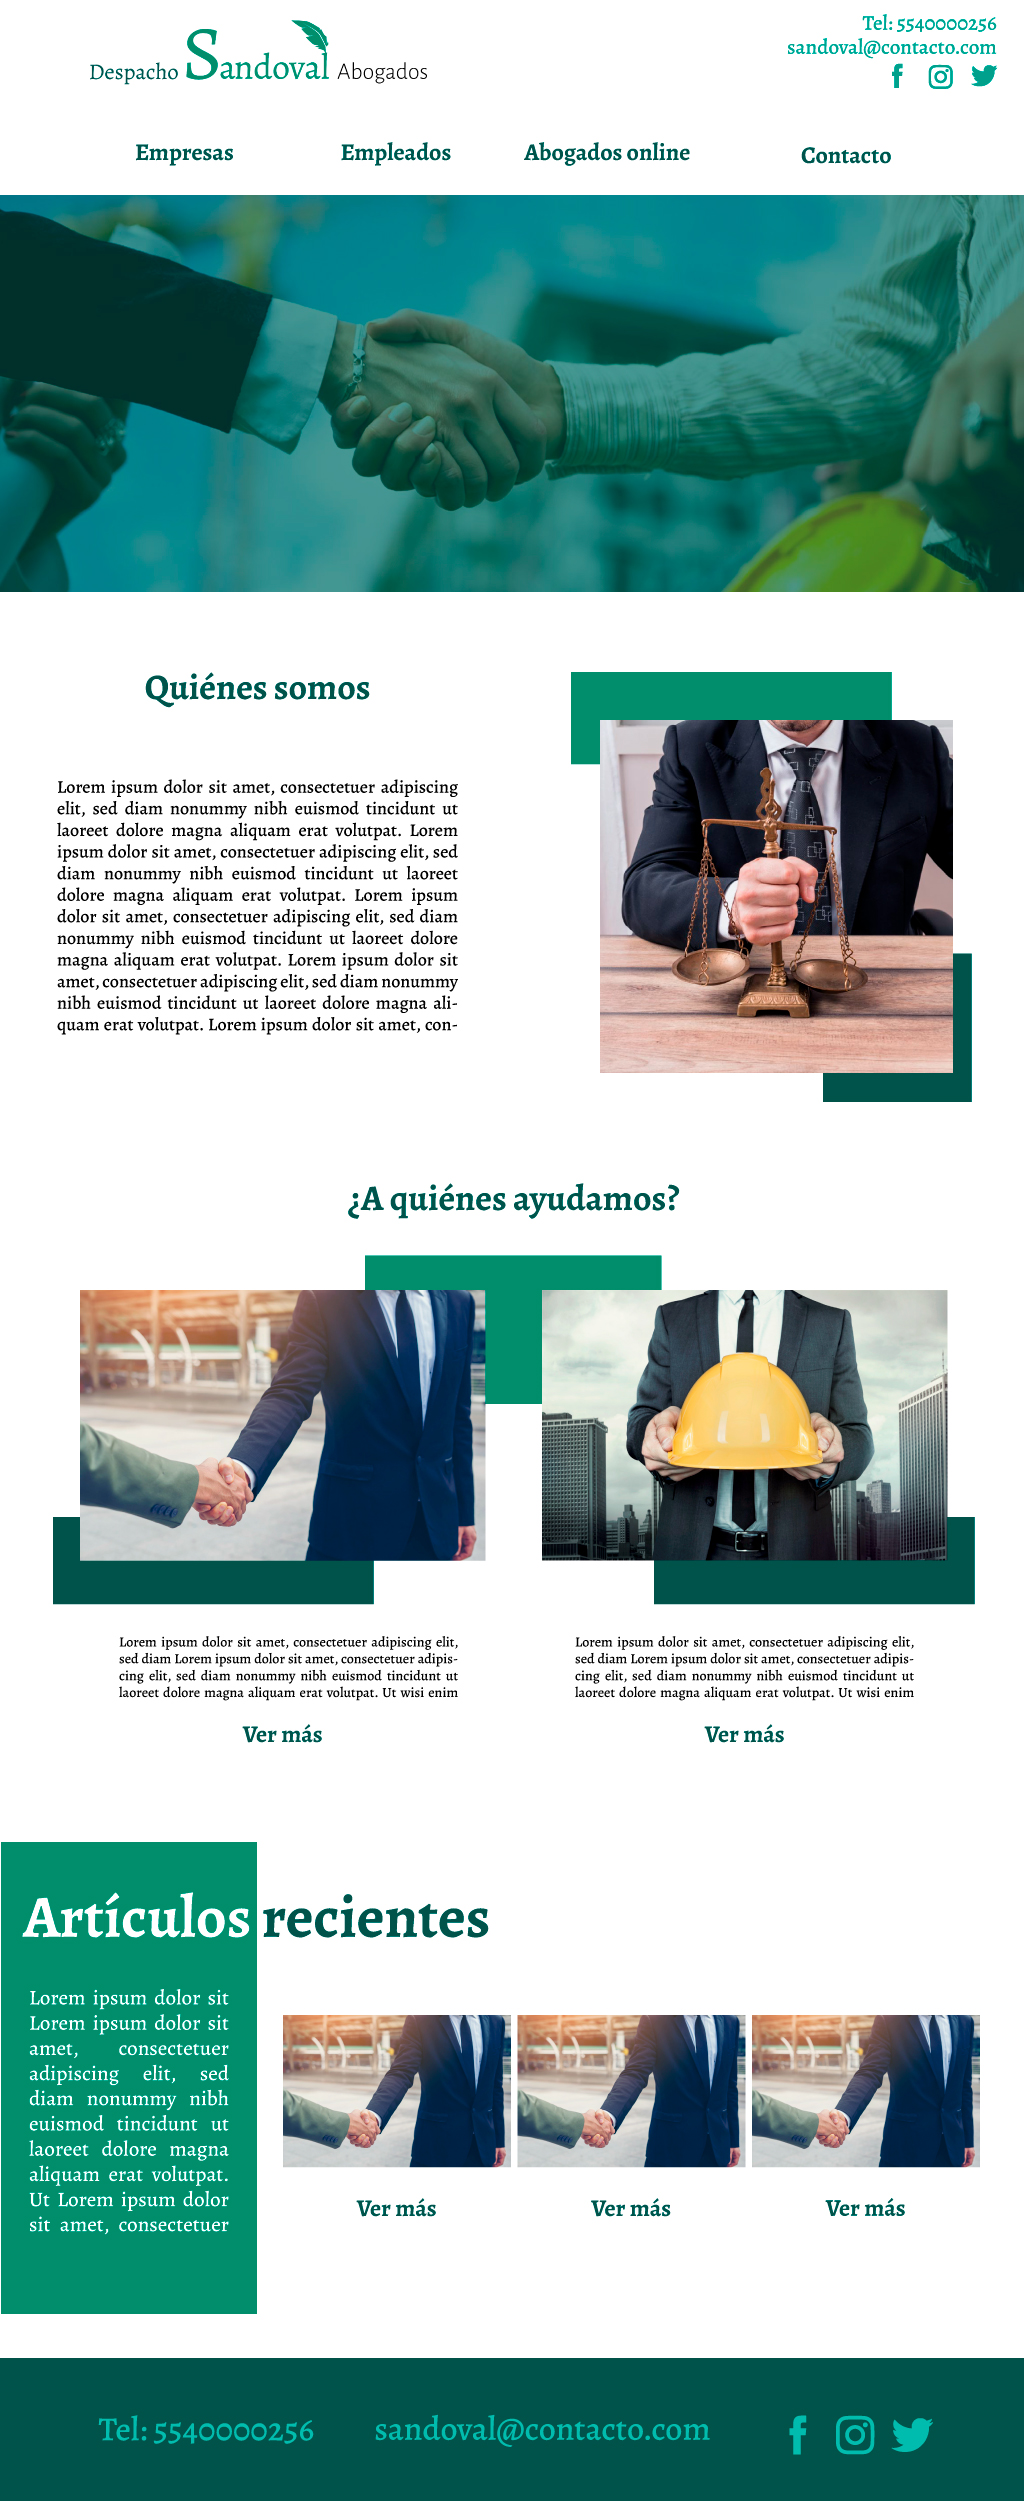 Despacho Sandoval Abogados
Tel: 5540000256
sandoval@contacto.com
Empresas Empleados Abogados online Contacto
Quiénes somos
Lorem ipsum dolor sit amet, consectetuer adipiscing
elit, sed diam nonummy nibh euismod tincidunt ut
laoreet dolore magna aliquam erat volutpat. Lorem
ipsum dolor sit amet, consectetuer adipiscing elit, sed
diam nonummy nibh euismod tincidunt ut laoreet
dolore magna aliquam erat volutpat. Lorem ipsum
dolor sit amet, consectetuer adipiscing elit, sed diam
nonummy nibh euismod tincidunt ut laoreet dolore
magna aliquam erat volutpat. Lorem ipsum dolor sit
amet, consectetuer adipiscing elit, sed diam nonummy
nibh euismod tincidunt ut laoreet dolore magna ali-
quam erat volutpat. Lorem ipsum dolor sit amet, con-
¿A quiénes ayudamos?
Lorem ipsum dolor sit amet, consectetuer adipiscing elit,
sed diam Lorem ipsum dolor sit amet, consectetuer adipis-
cing elit, sed diam nonummy nibh euismod tincidunt ut
laoreet dolore magna aliquam erat volutpat. Ut wisi enim
Ver más
Lorem ipsum dolor sit amet, consectetuer adipiscing elit,
sed diam Lorem ipsum dolor sit amet, consectetuer adipis-
cing elit, sed diam nonummy nibh euismod tincidunt ut
laoreet dolore magna aliquam erat volutpat. Ut wisi enim
Ver más
Artículos recientes
Lorem ipsum dolor sit
Lorem ipsum dolor sit
amet, consectetuer
adipiscing elit, sed
diam nonummy nibh
euismod tincidunt ut
laoreet dolore magna
aliquam erat volutpat.
Ut Lorem ipsum dolor
sit amet, consectetuer
Ver más Ver más Ver más
Tel: 5540000256 sandoval@contacto.com